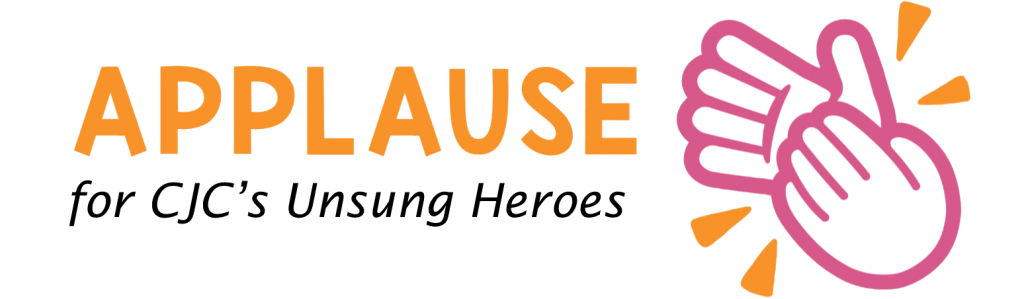 APPLAUSE
for CJC’s Unsung Heroes